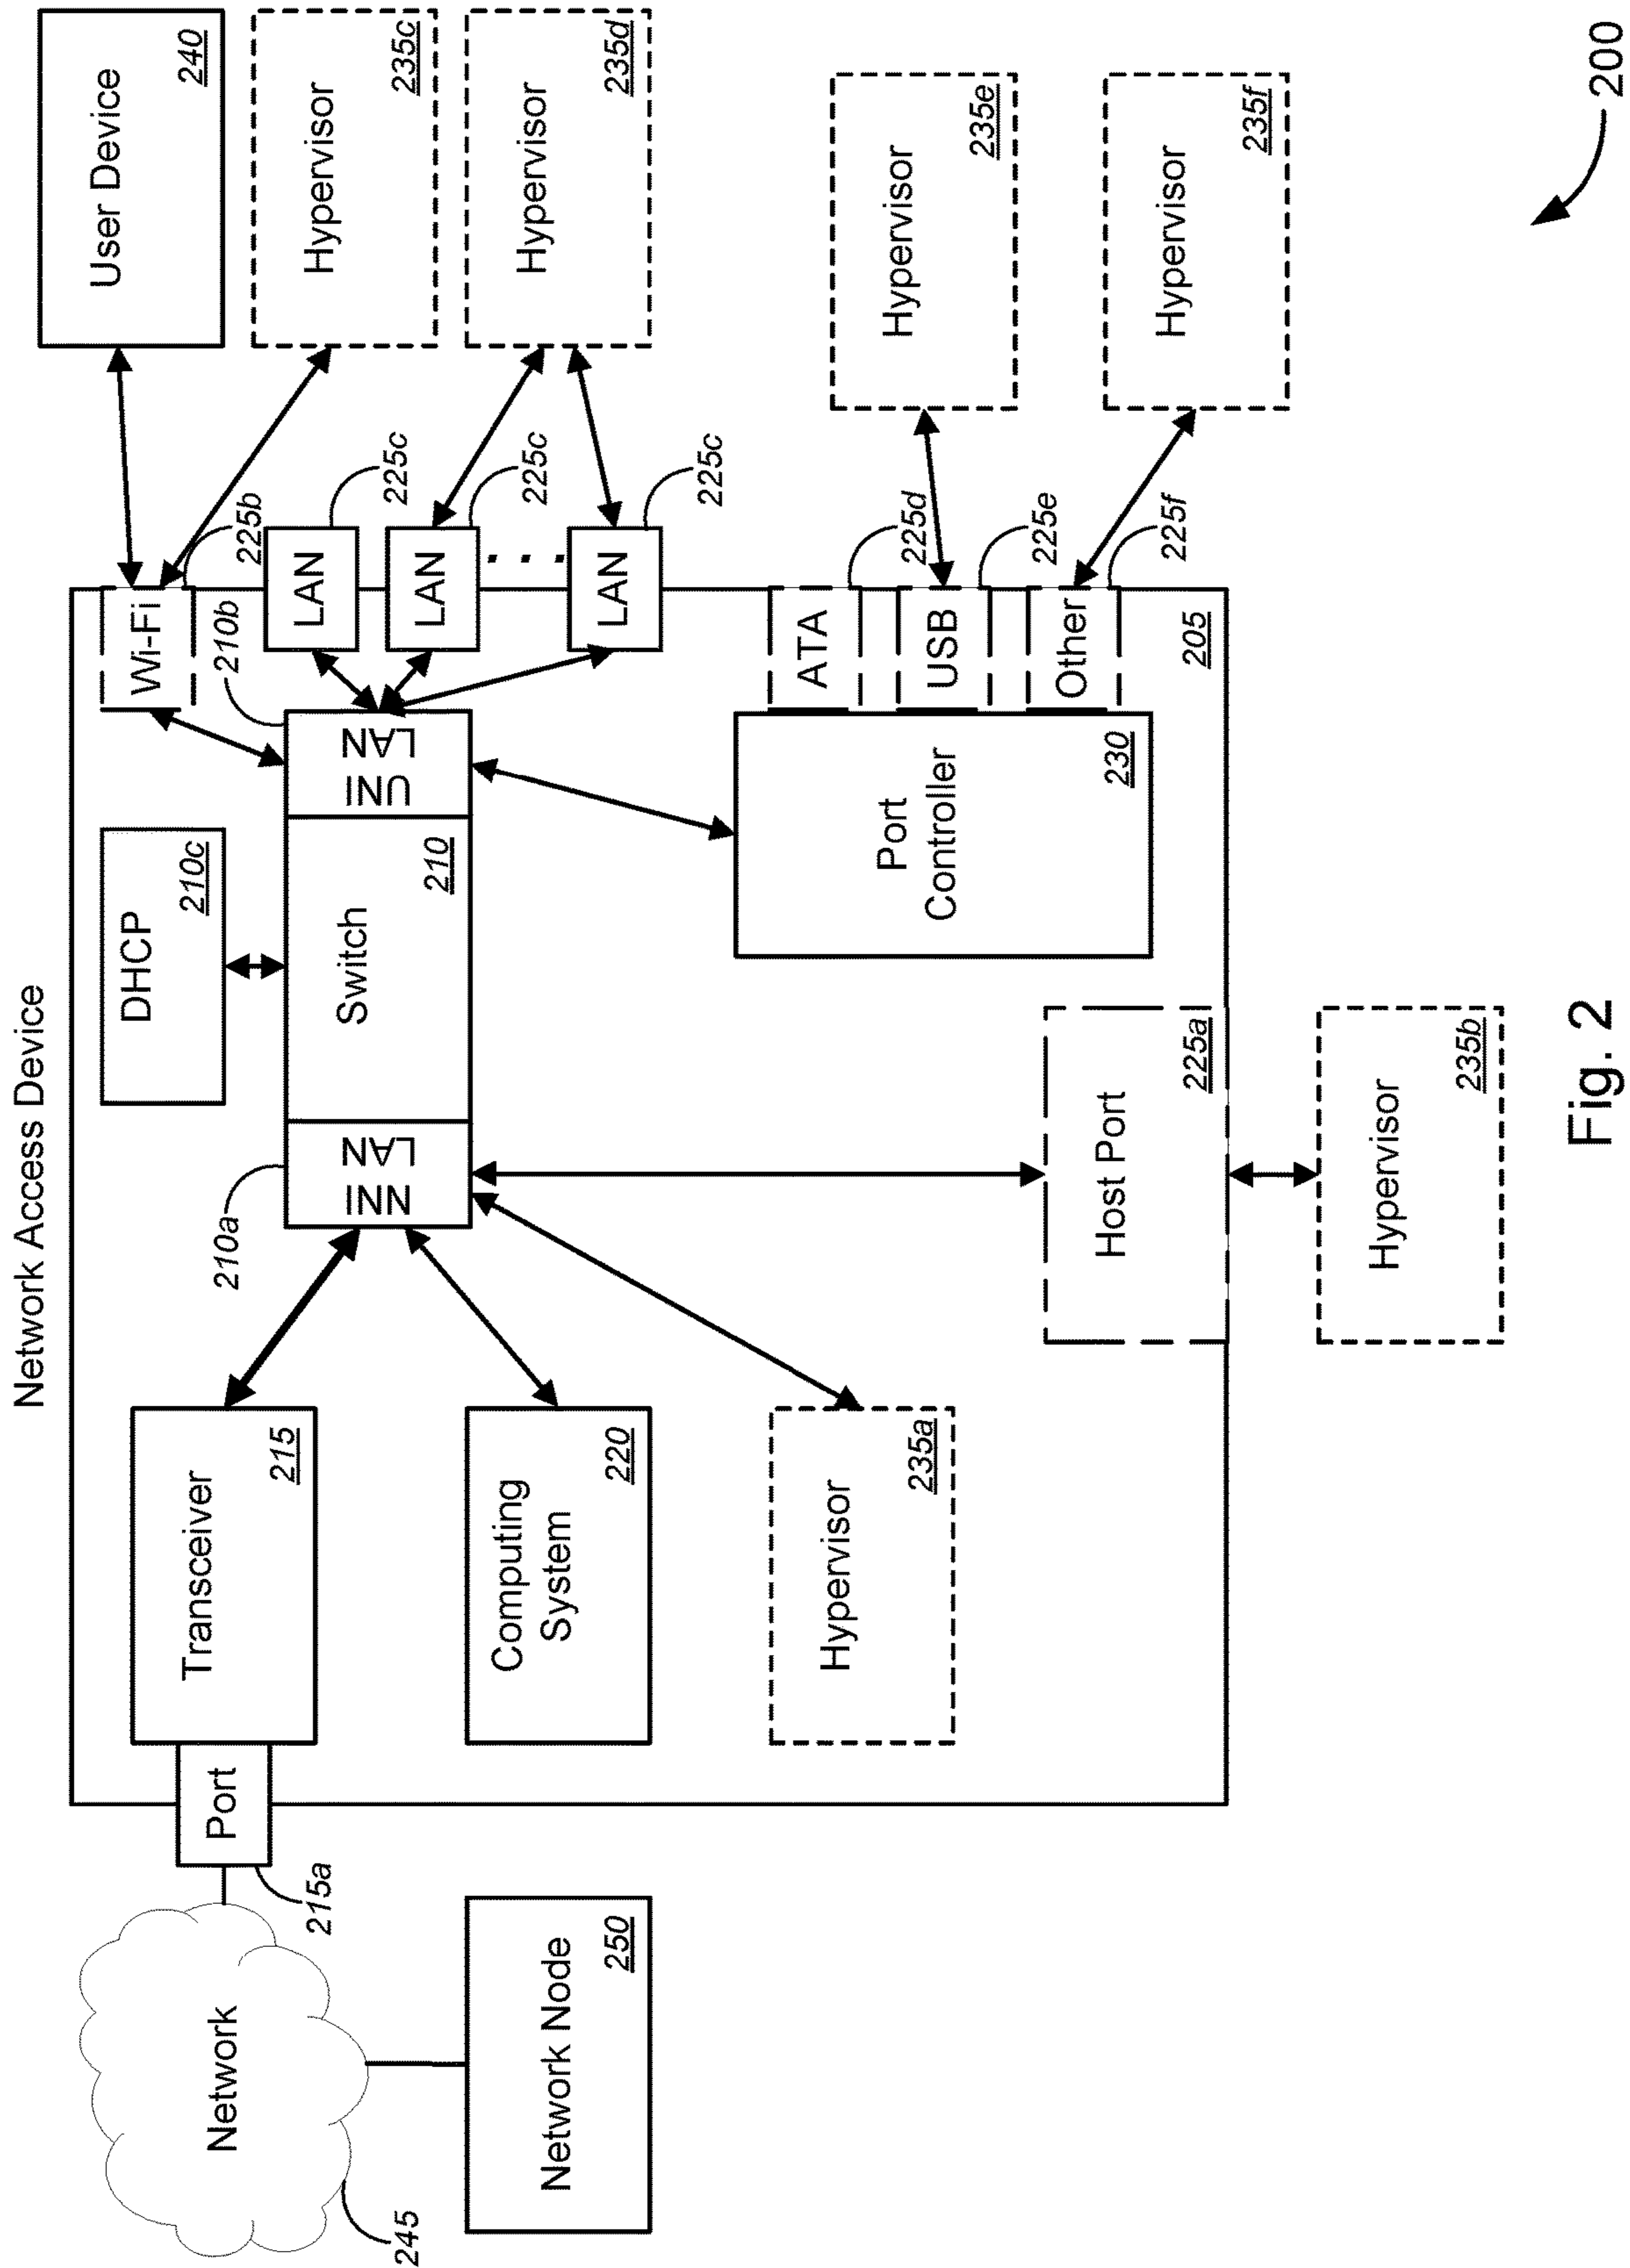 Network Access Device
Network
245
Network Node
250
Port
215a
Transceiver
215
Computing
System
220
Hypervisor
235a
210a
NNI
LAN
Switch
210
UNI
LAN
210b
DHCP
210c
Host Port
225a
Hypervisor
235b
Port
Controller
230
Wi-Fi
225b
LAN
225c
LAN
225c
. . .
LAN
225c
ATA
225d
USB
225e
Other
225f
205
User Device
240
Hypervisor
235c
Hypervisor
235d
Hypervisor
235e
Hypervisor
235f
200
Fig. 2